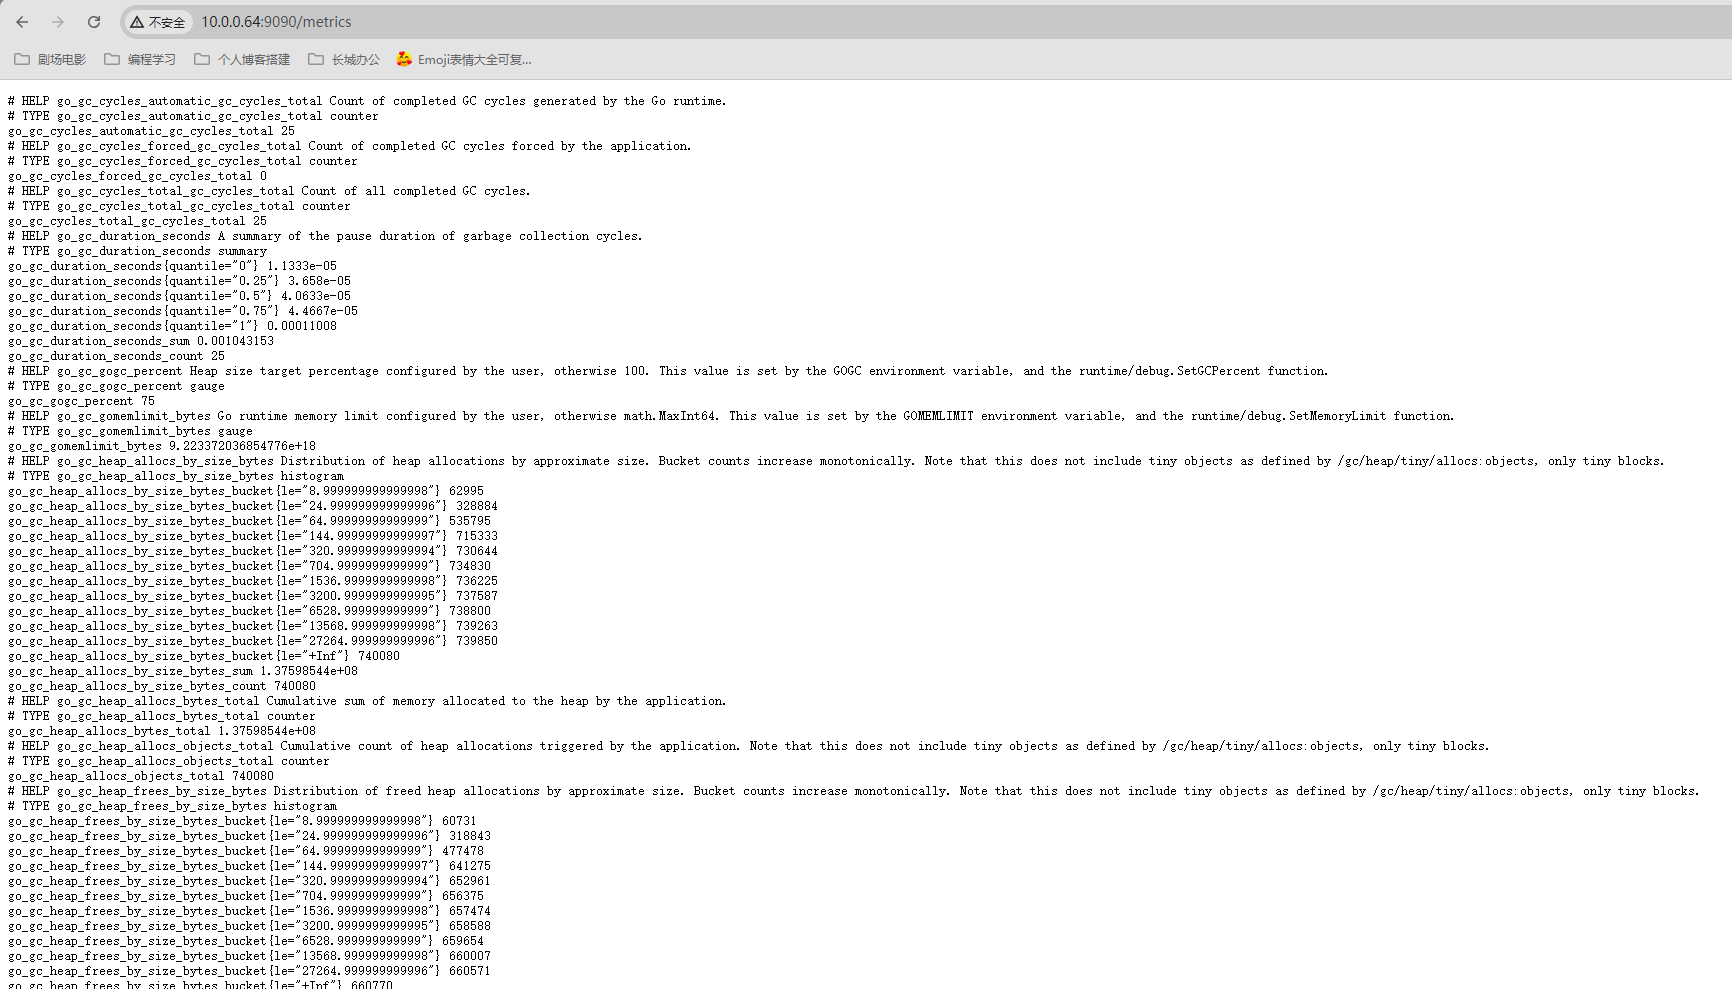 不安全 10.0.0.64:9090/metrics
剧场电影 编程学习 个人博客搭建 长城办公 Emoji表情大全可复...
# HELP go_gc_cycles_automatic_gc_cycles_total Count of completed GC cycles generated by the Go runtime.
# TYPE go_gc_cycles_automatic_gc_cycles_total counter
go_gc_cycles_automatic_gc_cycles_total 25
# HELP go_gc_cycles_forced_gc_cycles_total Count of completed GC cycles forced by the application.
# TYPE go_gc_cycles_forced_gc_cycles_total counter
go_gc_cycles_forced_gc_cycles_total 0
# HELP go_gc_cycles_total_gc_cycles_total Count of all completed GC cycles.
# TYPE go_gc_cycles_total_gc_cycles_total counter
go_gc_cycles_total_gc_cycles_total 25
# HELP go_gc_duration_seconds A summary of the pause duration of garbage collection cycles.
# TYPE go_gc_duration_seconds summary
go_gc_duration_seconds{quantile="0"} 1.1333e-05
go_gc_duration_seconds{quantile="0.25"} 3.658e-05
go_gc_duration_seconds{quantile="0.5"} 4.0633e-05
go_gc_duration_seconds{quantile="0.75"} 4.4667e-05
go_gc_duration_seconds{quantile="1"} 0.00011008
go_gc_duration_seconds_sum 0.001043153
go_gc_duration_seconds_count 25
# HELP go_gc_gogc_percent Heap size target percentage configured by the user, otherwise 100. This value is set by the GOGC environment variable, and the runtime/debug.SetGCPercent function.
# TYPE go_gc_gogc_percent gauge
go_gc_gogc_percent 75
# HELP go_gc_gomemlimit_bytes Go runtime memory limit configured by the user, otherwise math.MaxInt64. This value is set by the GOMEMLIMIT environment variable, and the runtime/debug.SetMemoryLimit function.
# TYPE go_gc_gomemlimit_bytes gauge
go_gc_gomemlimit_bytes 9.223372036854776e+18
# HELP go_gc_heap_allocs_by_size_bytes Distribution of heap allocations by approximate size. Bucket counts increase monotonically. Note that this does not include tiny objects as defined by /gc/heap/tiny/allocs:objects, only tiny blocks.
# TYPE go_gc_heap_allocs_by_size_bytes histogram
go_gc_heap_allocs_by_size_bytes_bucket{le="8.999999999999998"} 62995
go_gc_heap_allocs_by_size_bytes_bucket{le="24.999999999999996"} 328884
go_gc_heap_allocs_by_size_bytes_bucket{le="64.99999999999999"} 535795
go_gc_heap_allocs_by_size_bytes_bucket{le="144.99999999999997"} 715333
go_gc_heap_allocs_by_size_bytes_bucket{le="320.99999999999994"} 730644
go_gc_heap_allocs_by_size_bytes_bucket{le="704.9999999999999"} 734830
go_gc_heap_allocs_by_size_bytes_bucket{le="1536.9999999999998"} 736225
go_gc_heap_allocs_by_size_bytes_bucket{le="3200.9999999999995"} 737587
go_gc_heap_allocs_by_size_bytes_bucket{le="6528.999999999999"} 738800
go_gc_heap_allocs_by_size_bytes_bucket{le="13568.999999999998"} 739263
go_gc_heap_allocs_by_size_bytes_bucket{le="27264.999999999996"} 739850
go_gc_heap_allocs_by_size_bytes_bucket{le="+Inf"} 740080
go_gc_heap_allocs_by_size_bytes_sum 1.37598544e+08
go_gc_heap_allocs_by_size_bytes_count 740080
# HELP go_gc_heap_allocs_bytes_total Cumulative sum of memory allocated to the heap by the application.
# TYPE go_gc_heap_allocs_bytes_total counter
go_gc_heap_allocs_bytes_total 1.37598544e+08
# HELP go_gc_heap_allocs_objects_total Cumulative count of heap allocations triggered by the application. Note that this does not include tiny objects as defined by /gc/heap/tiny/allocs:objects, only tiny blocks.
# TYPE go_gc_heap_allocs_objects_total counter
go_gc_heap_allocs_objects_total 740080
# HELP go_gc_heap_frees_by_size_bytes Distribution of freed heap allocations by approximate size. Bucket counts increase monotonically. Note that this does not include tiny objects as defined by /gc/heap/tiny/allocs:objects, only tiny blocks.
# TYPE go_gc_heap_frees_by_size_bytes histogram
go_gc_heap_frees_by_size_bytes_bucket{le="8.999999999999998"} 60731
go_gc_heap_frees_by_size_bytes_bucket{le="24.999999999999996"} 318843
go_gc_heap_frees_by_size_bytes_bucket{le="64.99999999999999"} 477478
go_gc_heap_frees_by_size_bytes_bucket{le="144.99999999999997"} 641275
go_gc_heap_frees_by_size_bytes_bucket{le="320.99999999999994"} 652961
go_gc_heap_frees_by_size_bytes_bucket{le="704.9999999999999"} 656375
go_gc_heap_frees_by_size_bytes_bucket{le="1536.9999999999998"} 657474
go_gc_heap_frees_by_size_bytes_bucket{le="3200.9999999999995"} 658588
go_gc_heap_frees_by_size_bytes_bucket{le="6528.999999999999"} 659654
go_gc_heap_frees_by_size_bytes_bucket{le="13568.999999999998"} 660007
go_gc_heap_frees_by_size_bytes_bucket{le="27264.999999999996"} 660571
go_gc_heap_frees_by_size_bytes_bucket{le="+Inf"} 660770